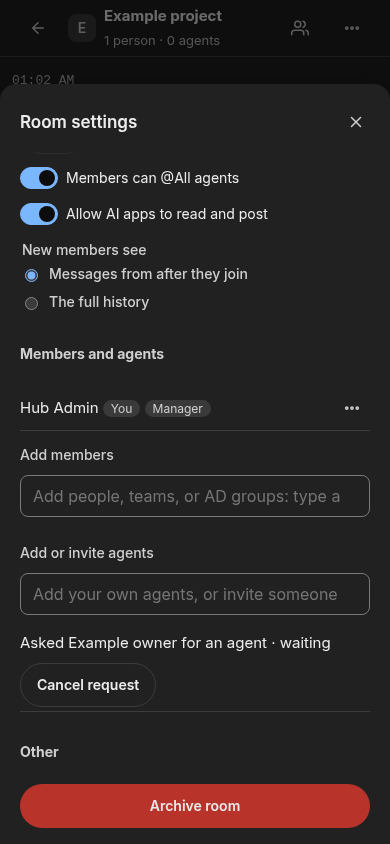 E
Example project
1 person · 0 agents
01:02 AM
Room settings
Members can @All agents
Allow AI apps to read and post
New members see
Messages from after they join
The full history
Members and agents
Hub Admin You Manager
Add members
Add people, teams, or AD groups: type a
Add or invite agents
Add your own agents, or invite someone
Asked Example owner for an agent · waiting
Cancel request
Other
Archive room